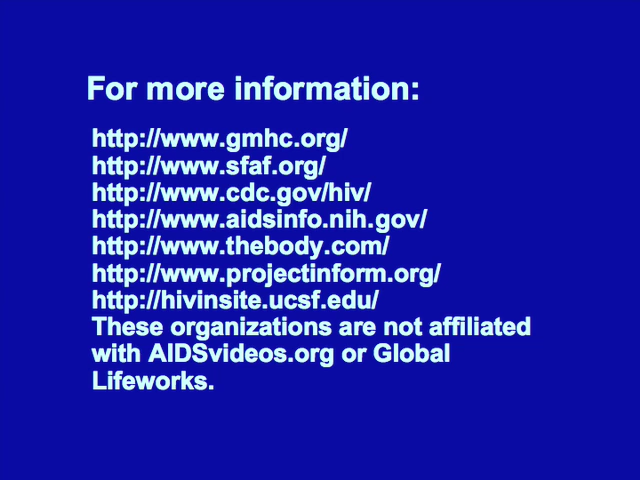 For more information:
http://www.gmhc.org/
http://www.sfaf.org/
http://www.cdc.gov/hiv/
http://www.aidsinfo.nih.gov/
http://www.thebody.com/
http://www.projectinform.org/
http://hivinsite.ucsf.edu/
These organizations are not affiliated
with AIDSvideos.org or Global
Lifeworks.